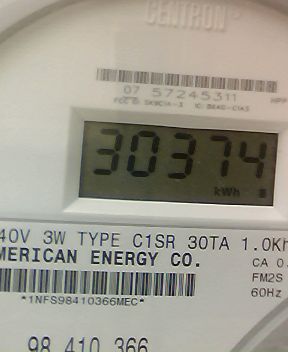 CENTRON®
07 57245311
30374
kWh
40V 3W TYPE C1SR 30TA 1.0Kh
MERICAN ENERGY CO.
CA 0.
FM2S
60Hz
*1NFS98410366MEC*
98 410 366